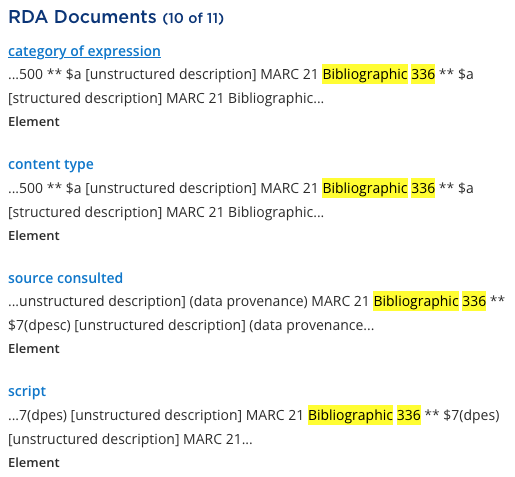 RDA Documents (10 of 11)
category of expression
...500 ** $a [unstructured description] MARC 21 Bibliographic 336 ** $a
[structured description] MARC 21 Bibliographic...
Element
content type
...500 ** $a [unstructured description] MARC 21 Bibliographic 336 ** $a
[structured description] MARC 21 Bibliographic...
Element
source consulted
...unstructured description] (data provenance) MARC 21 Bibliographic 336 **
$7(dpesc) [unstructured description] (data provenance...
Element
script
...7(dpes) [unstructured description] MARC 21 Bibliographic 336 ** $7(dpes)
[unstructured description] MARC 21...
Element